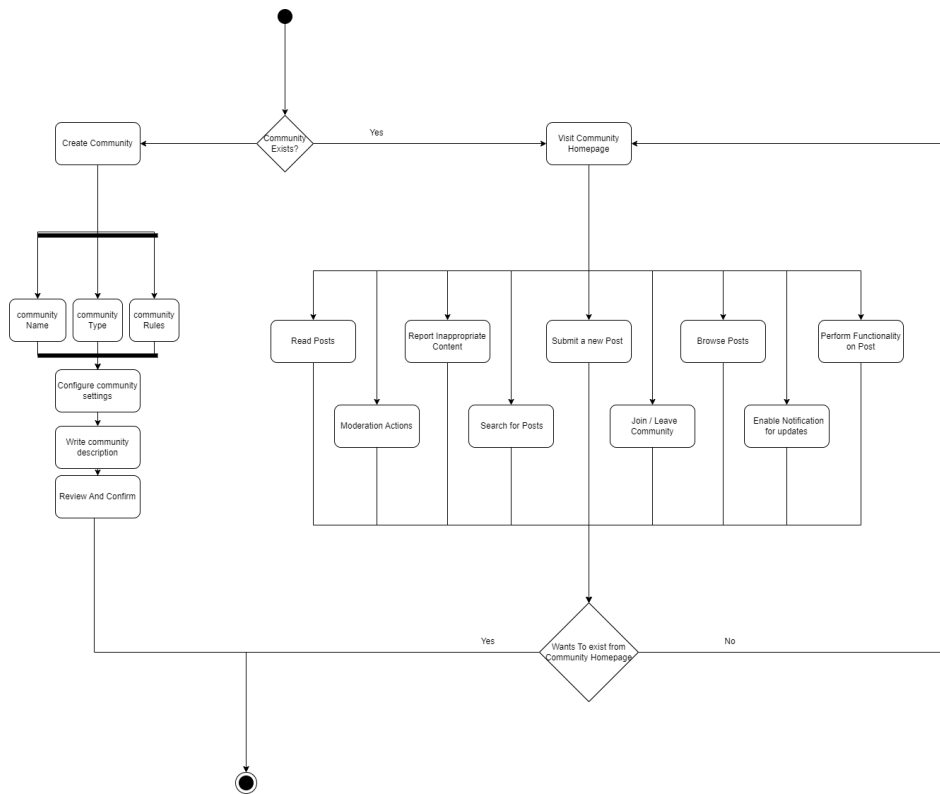 Create Community
Community
Exists?
Yes
Visit Community
Homepage
community
Name
community
Type
community
Rules
Read Posts
Report Inappropriate
Content
Submit a new Post
Browse Posts
Perform Functionality
on Post
Configure community
settings
Moderation Actions
Search for Posts
Join / Leave
Community
Enable Notification
for updates
Write community
description
Review And Confirm
Yes
Wants To exist from
Community Homepage
No